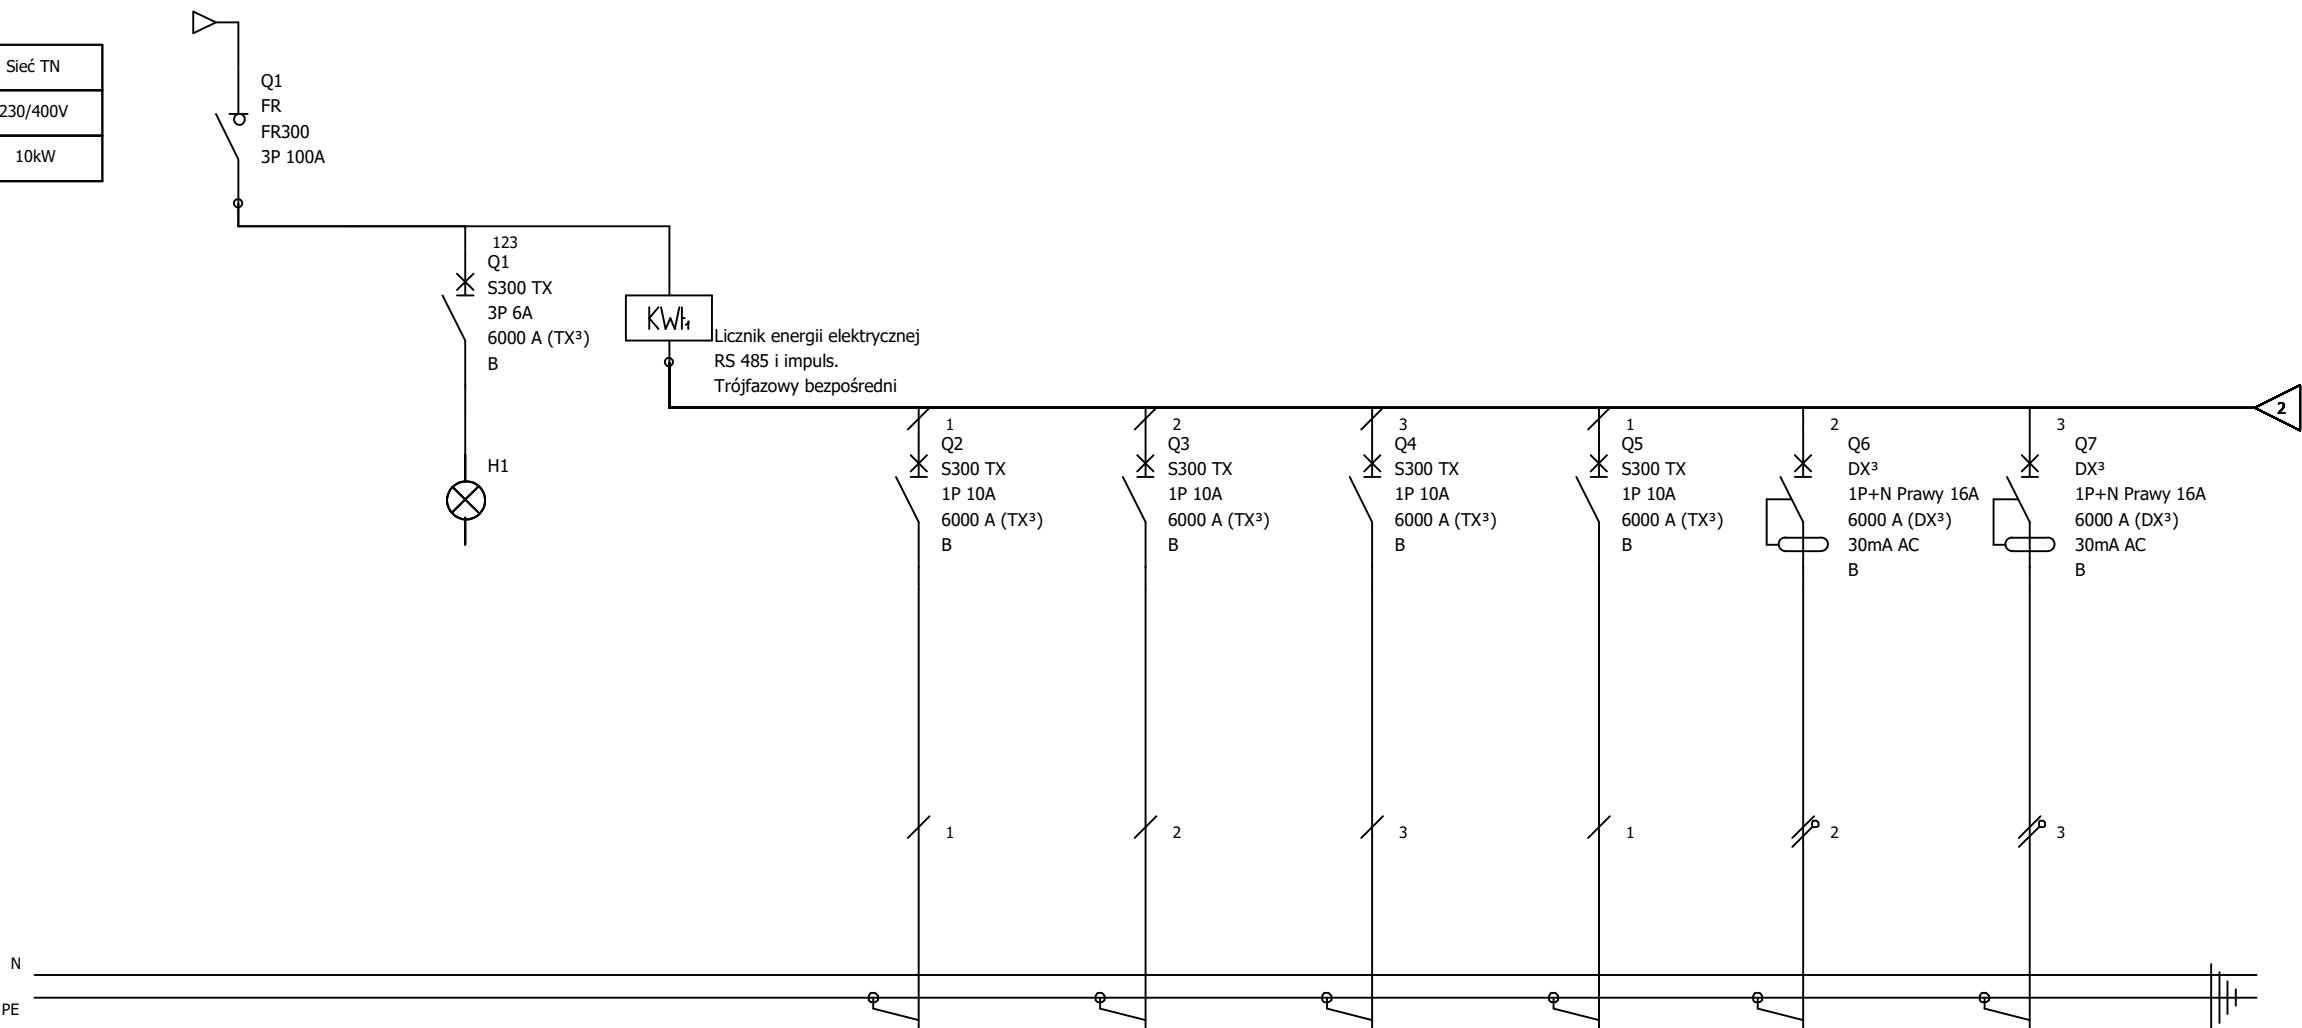 Sieć TN
230/400V
10kW
Q1
FR
FR300
3P 100A
123
Q1
S300 TX
3P 6A
6000 A (TX³)
B
H1
KWh
Licznik energii elektrycznej
RS 485 i impuls.
Trójfazowy bezpośredni
2
1
Q2
S300 TX
1P 10A
6000 A (TX³)
B
2
Q3
S300 TX
1P 10A
6000 A (TX³)
B
3
Q4
S300 TX
1P 10A
6000 A (TX³)
B
1
Q5
S300 TX
1P 10A
6000 A (TX³)
B
2
Q6
DX³
1P+N Prawy 16A
6000 A (DX³)
30mA AC
B
3
Q7
DX³
1P+N Prawy 16A
6000 A (DX³)
30mA AC
B
1
2
3
1
2
3
N
PE